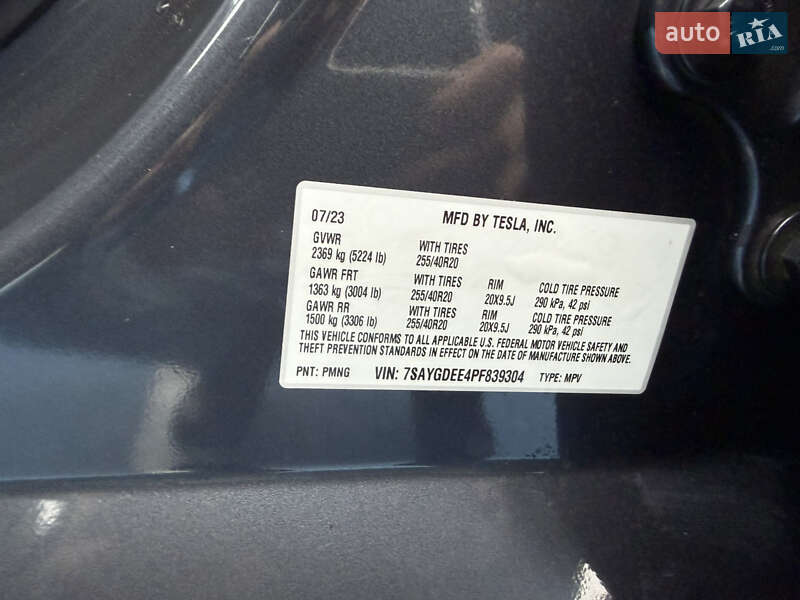 auto RIA.com
07/23 MFD BY TESLA, INC.
GVWR WITH TIRES
2369 kg (5224 lb) 255/40R20
GAWR FRT WITH TIRES RIM COLD TIRE PRESSURE
1363 kg (3004 lb) 255/40R20 20X9.5J 290 kPa, 42 psi
GAWR RR WITH TIRES RIM COLD TIRE PRESSURE
1500 kg (3306 lb) 255/40R20 20X9.5J 290 kPa, 42 psi
THIS VEHICLE CONFORMS TO ALL APPLICABLE U.S. FEDERAL MOTOR VEHICLE SAFETY AND
THEFT PREVENTION STANDARDS IN EFFECT ON THE DATE OF MANUFACTURE SHOWN ABOVE.
PNT: PMNG VIN: 7SAYGDEE4PF839304 TYPE: MPV